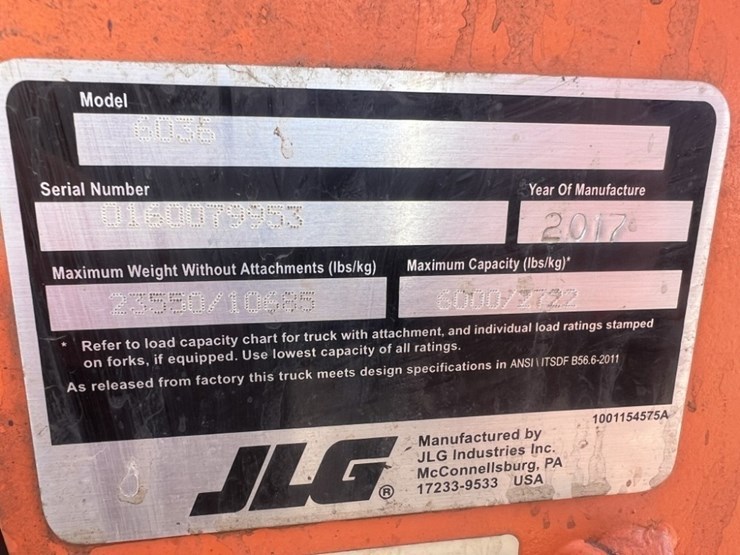 Model
6036
Serial Number
0160079953
Year Of Manufacture
2017
Maximum Weight Without Attachments (lbs/kg)
23550/10685
Maximum Capacity (lbs/kg)*
6000/2722
* Refer to load capacity chart for truck with attachment, and individual load ratings stamped
on forks, if equipped. Use lowest capacity of all ratings.
As released from factory this truck meets design specifications in ANSI \ ITSDF B56.6-2011
1001154575A
JLG®
Manufactured by
JLG Industries Inc.
McConnellsburg, PA
17233-9533 USA